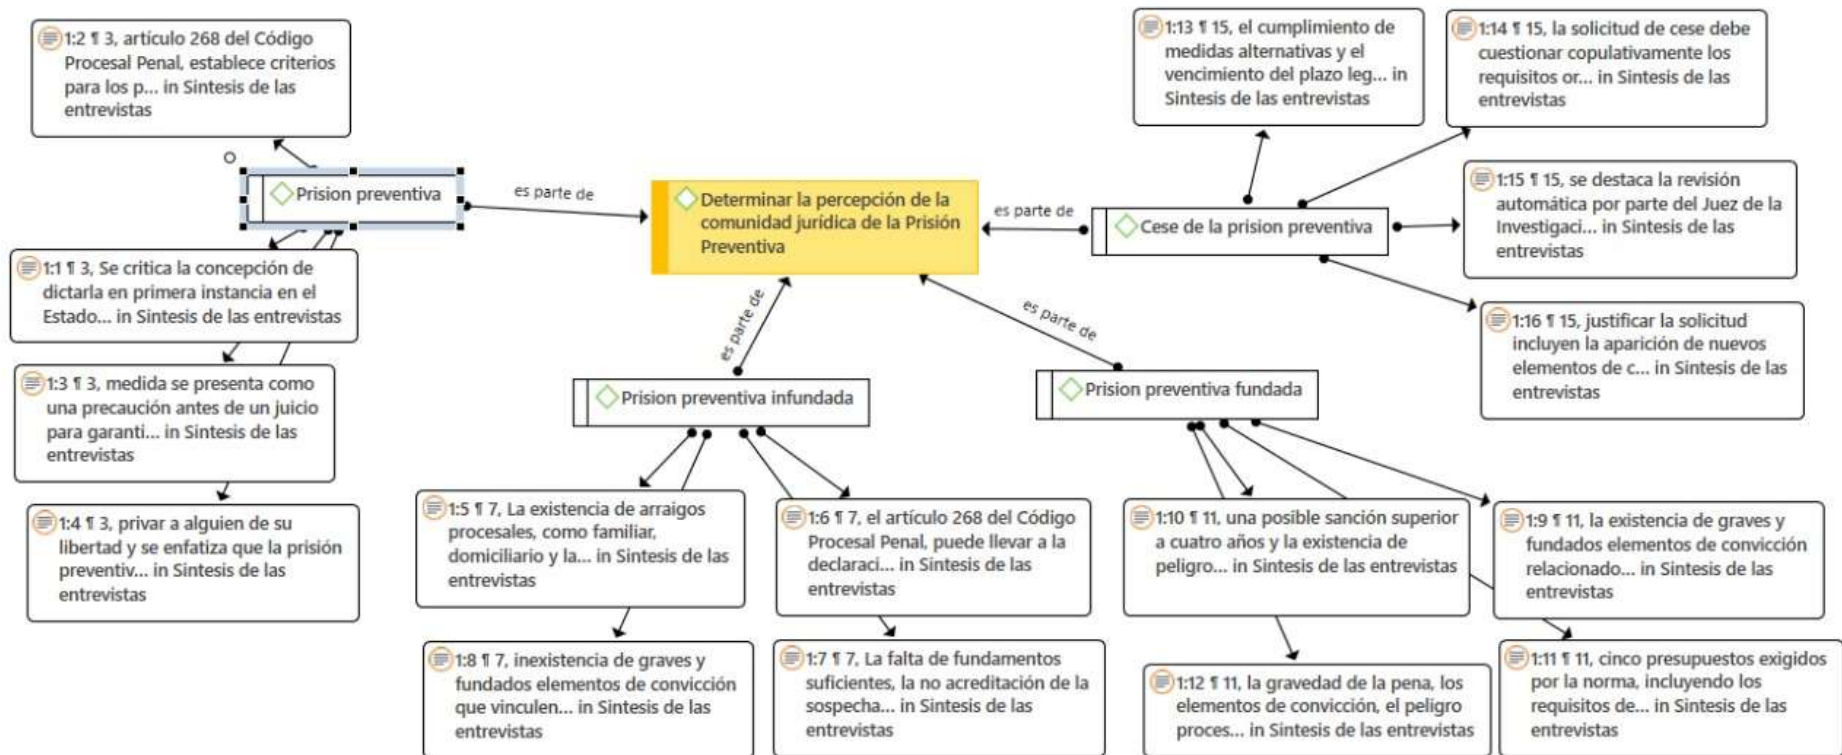 1:2 ¶ 3, artículo 268 del Código
Procesal Penal, establece criterios
para los p... in Sintesis de las
entrevistas
Prision preventiva
1:1 ¶ 3, Se critica la concepción de
dictarla en primera instancia en el
Estado... in Sintesis de las entrevistas
1:3 ¶ 3, medida se presenta como
una precaución antes de un juicio
para garanti... in Sintesis de las
entrevistas
1:4 ¶ 3, privar a alguien de su
libertad y se enfatiza que la prisión
preventiv... in Sintesis de las
entrevistas
es parte de
Determinar la percepción de la
comunidad jurídica de la Prisión
Preventiva
es parte de
Cese de la prision preventiva
1:13 ¶ 15, el cumplimiento de
medidas alternativas y el
vencimiento del plazo leg... in
Sintesis de las entrevistas
1:14 ¶ 15, la solicitud de cese debe
cuestionar copulativamente los
requisitos or... in Sintesis de las
entrevistas
1:15 ¶ 15, se destaca la revisión
automática por parte del Juez de la
Investigaci... in Sintesis de las
entrevistas
1:16 ¶ 15, justificar la solicitud
incluyen la aparición de nuevos
elementos de c... in Sintesis de las
entrevistas
es parte de
Prision preventiva infundada
1:5 ¶ 7, La existencia de arraigos
procesales, como familiar,
domiciliario y la... in Sintesis de las
entrevistas
1:6 ¶ 7, el artículo 268 del Código
Procesal Penal, puede llevar a la
declaraci... in Sintesis de las
entrevistas
1:8 ¶ 7, inexistencia de graves y
fundados elementos de convicción
que vinculen... in Sintesis de las
entrevistas
1:7 ¶ 7, La falta de fundamentos
suficientes, la no acreditación de la
sospecha... in Sintesis de las
entrevistas
es parte de
Prision preventiva fundada
1:10 ¶ 11, una posible sanción superior
a cuatro años y la existencia de
peligro... in Sintesis de las entrevistas
1:9 ¶ 11, la existencia de graves y
fundados elementos de convicción
relacionado... in Sintesis de las
entrevistas
1:12 ¶ 11, la gravedad de la pena, los
elementos de convicción, el peligro
proces... in Sintesis de las entrevistas
1:11 ¶ 11, cinco presupuestos exigidos
por la norma, incluyendo los
requisitos de... in Sintesis de las
entrevistas